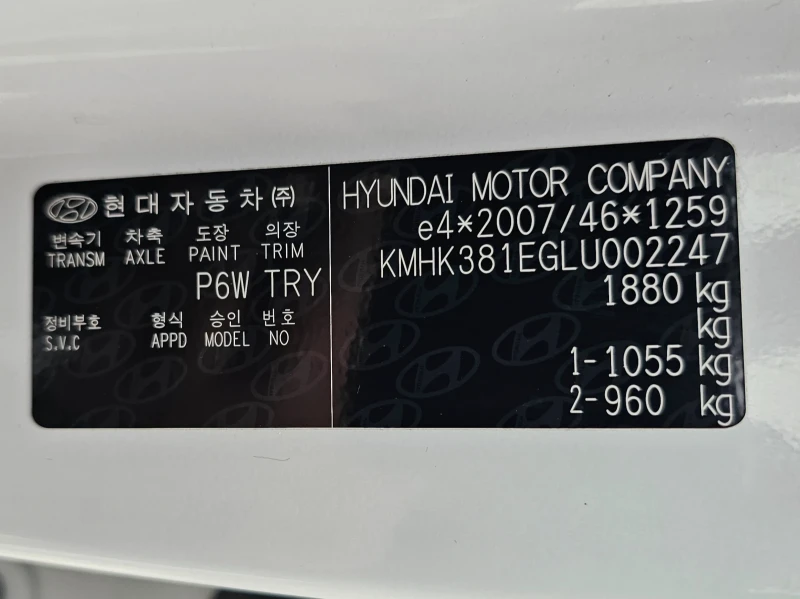 현대자동차㈜
변속기 차축 도장 의장
TRANSM AXLE PAINT TRIM
P6W TRY
정비부호 형식 승인 번호
S.V.C APPD MODEL NO
HYUNDAI MOTOR COMPANY
e4*2007/46*1259
KMHK381EGLU002247
1880 kg
kg
1-1055 kg
2-960 kg